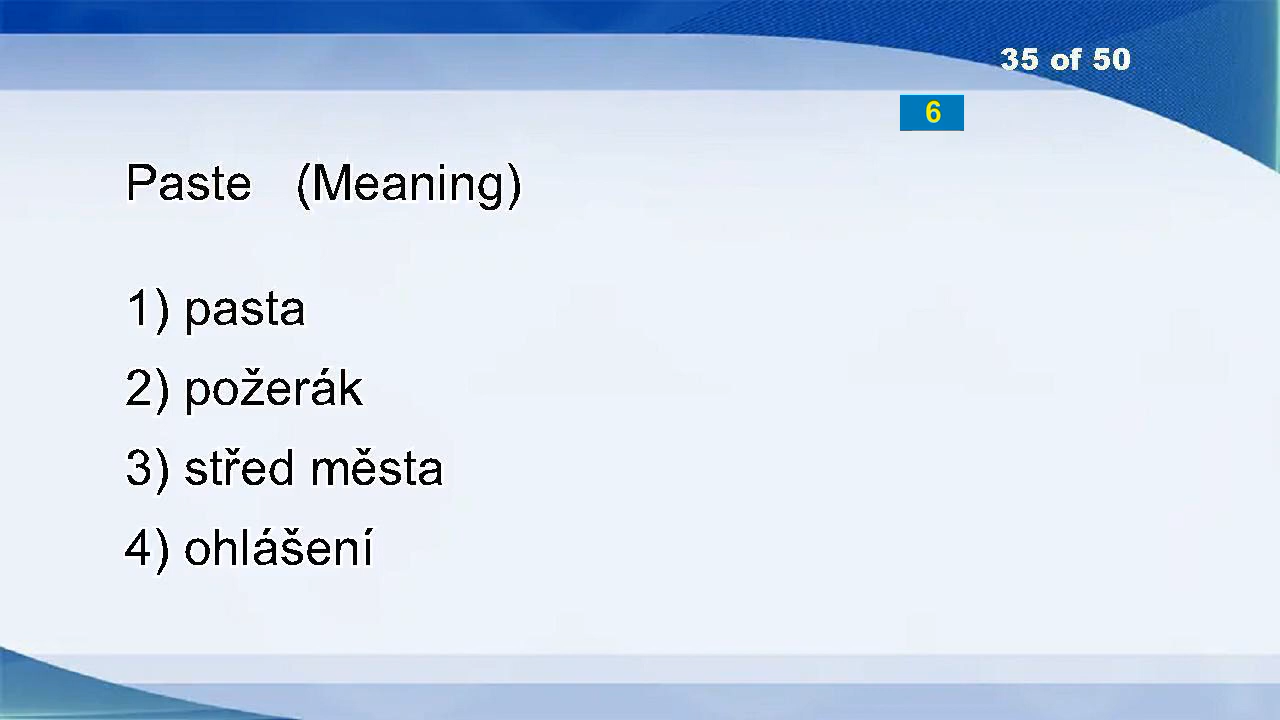 35 of 50
6
Paste (Meaning)
1) pasta
2) požerák
3) střed města
4) ohlášení